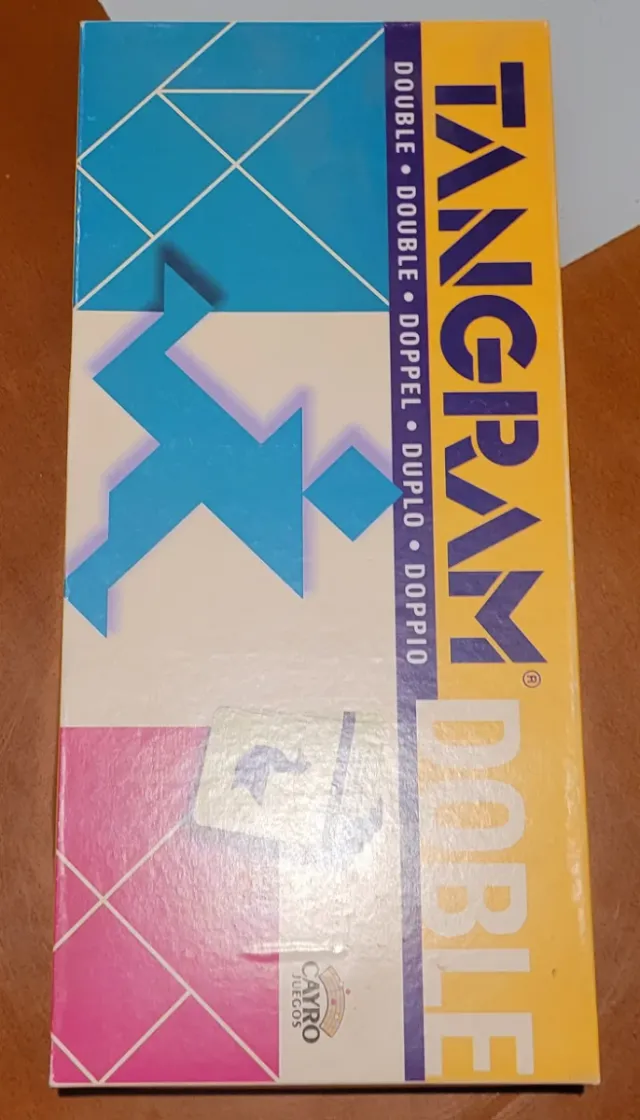 TANGRAM® DOBLE
DOUBLE • DOUBLE • DOPPEL • DUPLO • DOPPIO
CAYRO
JUEGOS